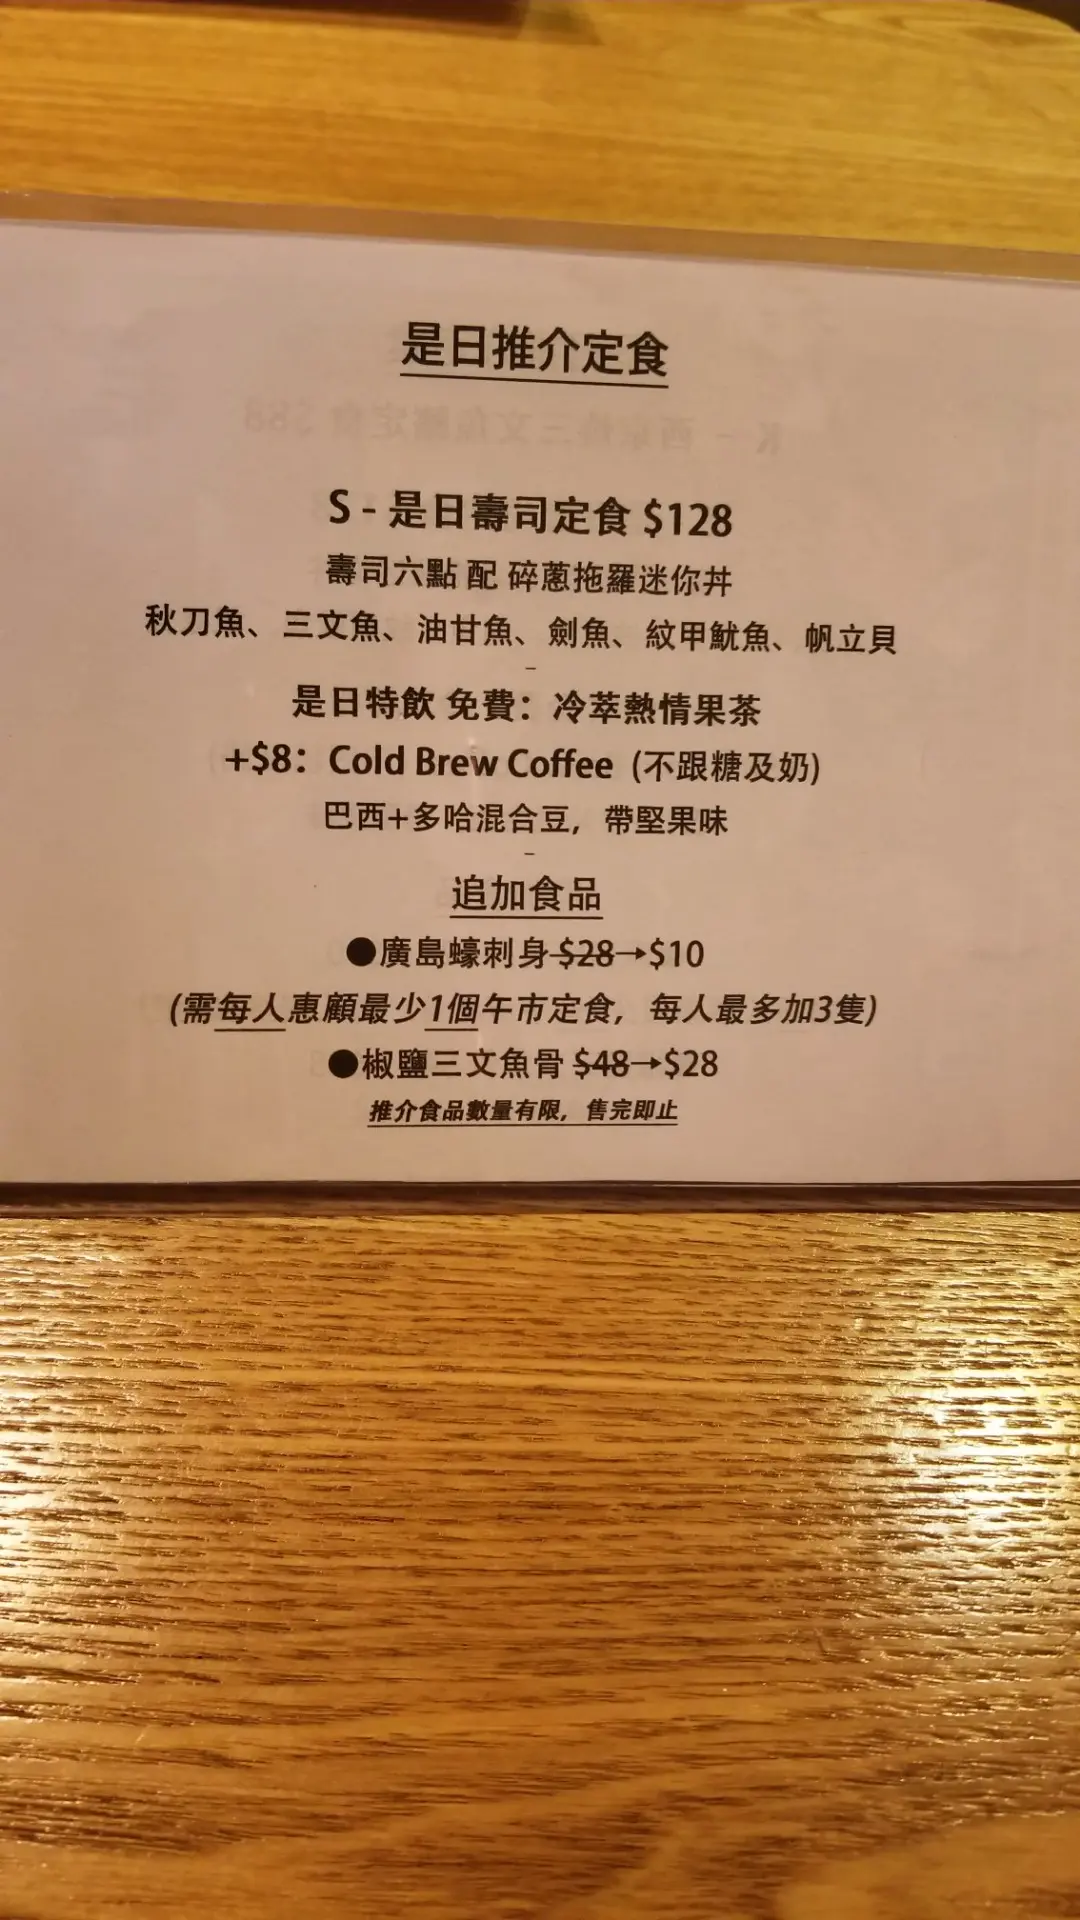 是日推介定食
S - 是日壽司定食 $128
壽司六點 配 碎蔥拖羅迷你丼
秋刀魚、三文魚、油甘魚、劍魚、紋甲魷魚、帆立貝
-
是日特飲 免費：冷萃熱情果茶
+$8：Cold Brew Coffee (不跟糖及奶)
巴西+多哈混合豆，帶堅果味
-
追加食品
●廣島蠔刺身 $28→$10
(需每人惠顧最少1個午市定食，每人最多加3隻)
●椒鹽三文魚骨 $48→$28
推介食品數量有限，售完即止